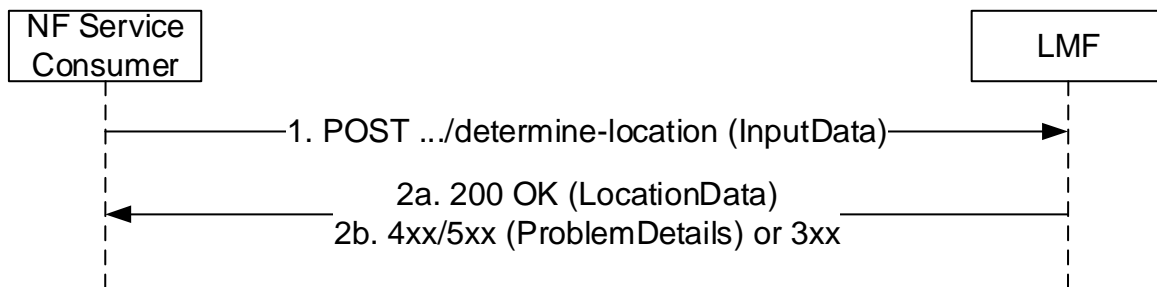 NF Service
Consumer
LMF
1. POST .../determine-location (InputData)
2a. 200 OK (LocationData)
2b. 4xx/5xx (ProblemDetails) or 3xx